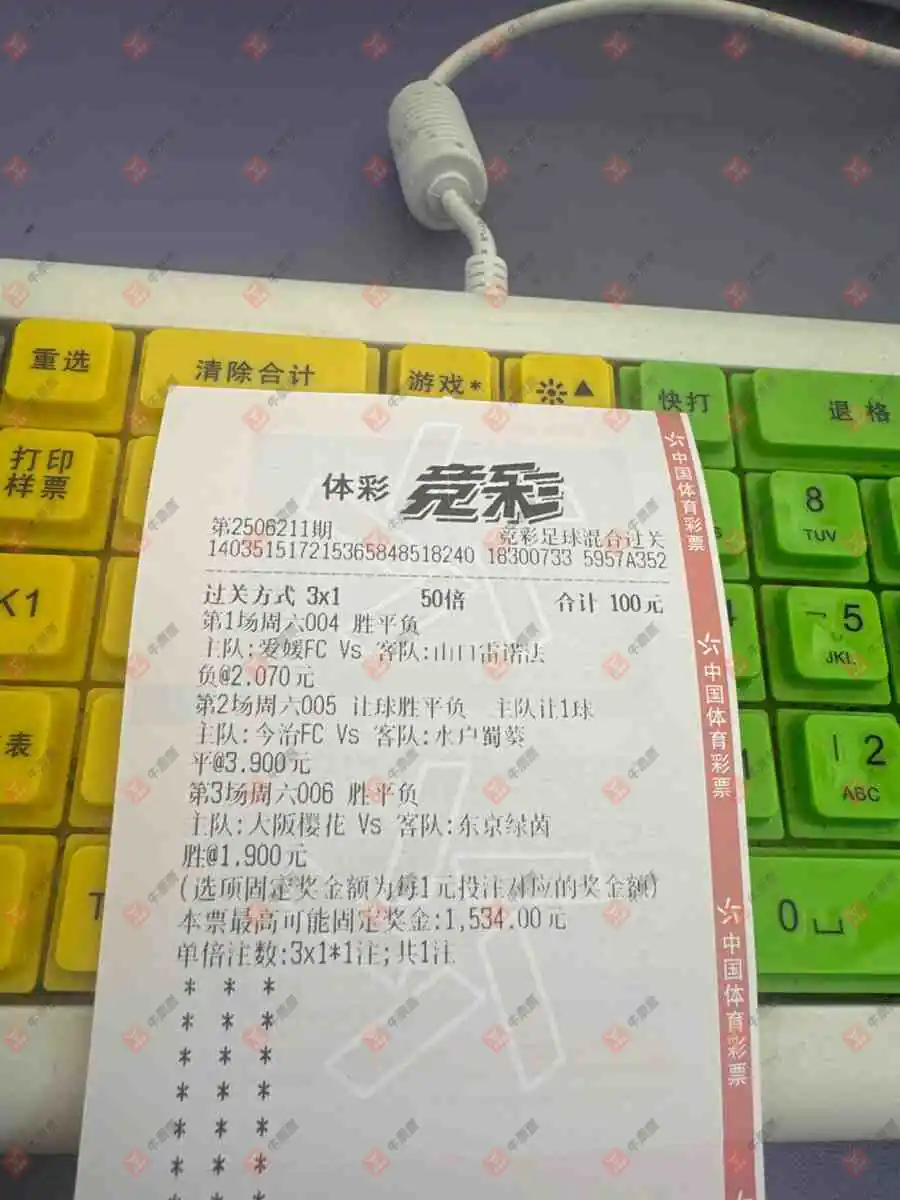 重选
清除合计
游戏*
快打
退格
打印
样票
8
TUV
K1
5
JKL
表
2
ABC
0
T
体彩 竞彩
第2506211期 竞彩足球混合过关
140351517215365848518240 18300733 5957A352
过关方式 3x1 50倍 合计 100元
第1场周六004 胜平负
主队:爱媛FC Vs 客队:山口雷诺法
负@2.070元
第2场周六005 让球胜平负 主队让1球
主队:今治FC Vs 客队:水户蜀葵
平@3.900元
第3场周六006 胜平负
主队:大阪樱花 Vs 客队:东京绿茵
胜@1.900元
(选项固定奖金额为每1元投注对应的奖金额)
本票最高可能固定奖金:1,534.00元
单倍注数:3x1*1注;共1注
* * *
* * *
* * *
* * *
* * *
* * *
* * *
中国体育彩票
中国体育彩票
中国体育彩票